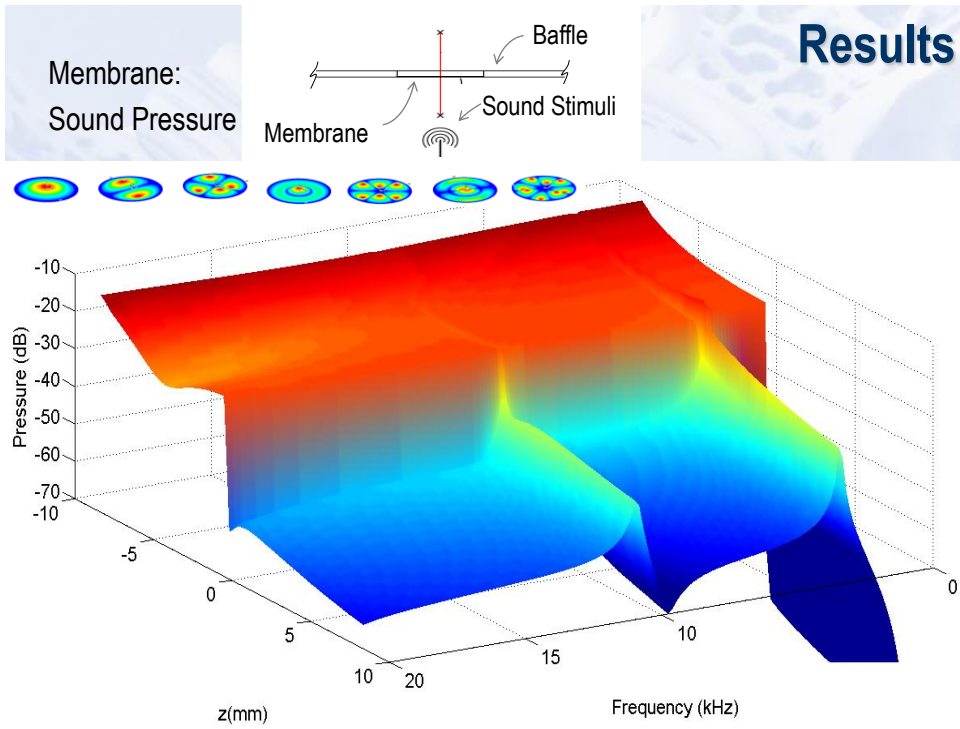 Results
Membrane:
Sound Pressure
Baffle
Sound Stimuli
Membrane
Pressure (dB)
-10
-20
-30
-40
-50
-60
-70
-10
-5
0
5
10
z(mm)
20
15
10
0
Frequency (kHz)